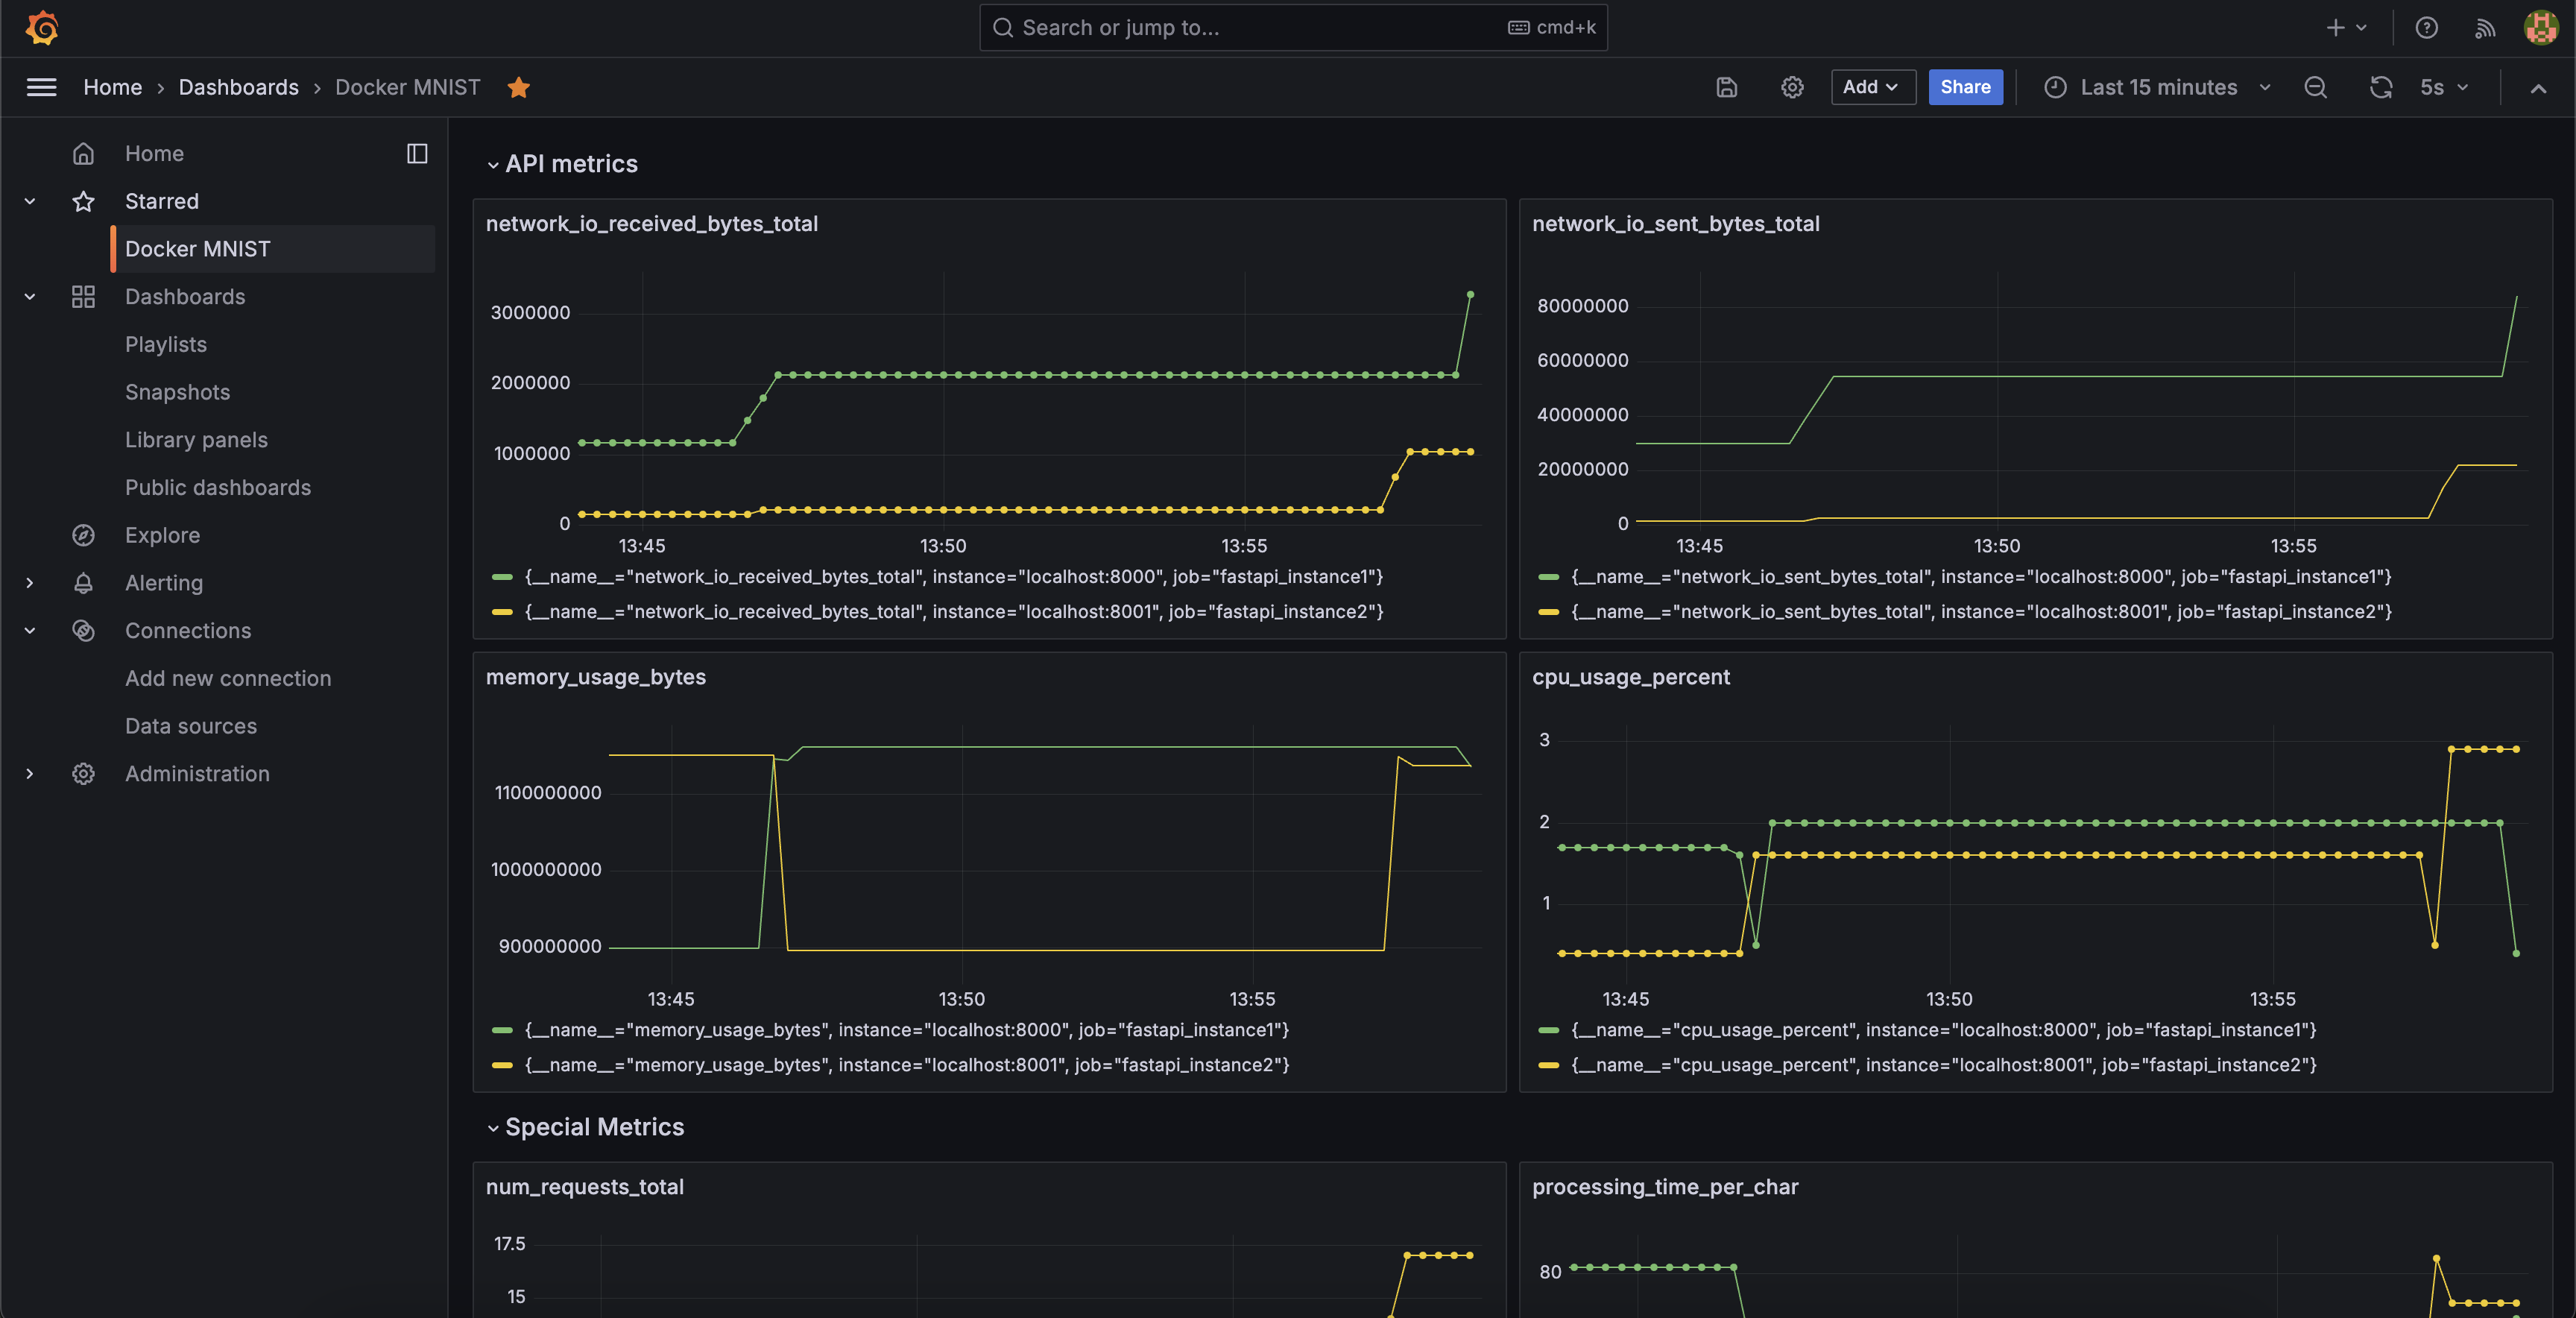 Search or jump to... cmd+k
Home › Dashboards › Docker MNIST
Add Share Last 15 minutes 5s
Home
Starred
Docker MNIST
Dashboards
Playlists
Snapshots
Library panels
Public dashboards
Explore
Alerting
Connections
Add new connection
Data sources
Administration
API metrics
network_io_received_bytes_total
3000000
2000000
1000000
0
13:45 13:50 13:55
{__name__="network_io_received_bytes_total", instance="localhost:8000", job="fastapi_instance1"}
{__name__="network_io_received_bytes_total", instance="localhost:8001", job="fastapi_instance2"}
network_io_sent_bytes_total
80000000
60000000
40000000
20000000
0
13:45 13:50 13:55
{__name__="network_io_sent_bytes_total", instance="localhost:8000", job="fastapi_instance1"}
{__name__="network_io_sent_bytes_total", instance="localhost:8001", job="fastapi_instance2"}
memory_usage_bytes
1100000000
1000000000
900000000
13:45 13:50 13:55
{__name__="memory_usage_bytes", instance="localhost:8000", job="fastapi_instance1"}
{__name__="memory_usage_bytes", instance="localhost:8001", job="fastapi_instance2"}
cpu_usage_percent
3
2
1
13:45 13:50 13:55
{__name__="cpu_usage_percent", instance="localhost:8000", job="fastapi_instance1"}
{__name__="cpu_usage_percent", instance="localhost:8001", job="fastapi_instance2"}
Special Metrics
num_requests_total
17.5
15
processing_time_per_char
80